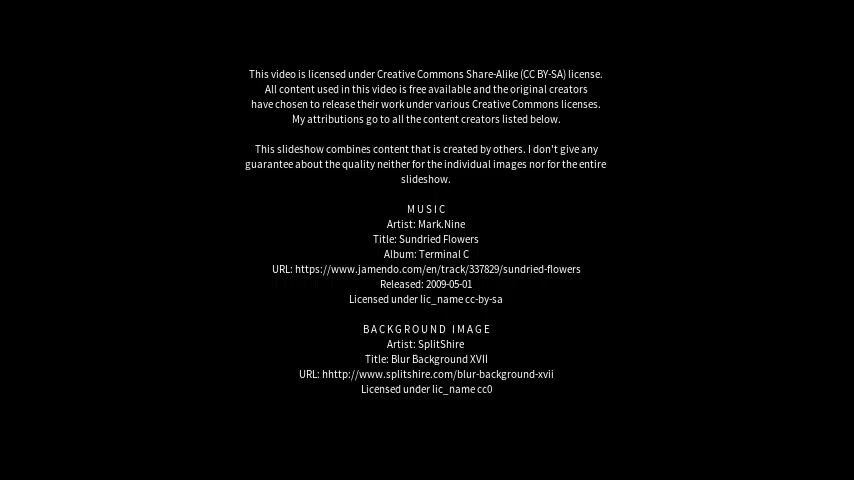 This video is licensed under Creative Commons Share-Alike (CC BY-SA) license.
All content used in this video is free available and the original creators
have chosen to release their work under various Creative Commons licenses.
My attributions go to all the content creators listed below.
This slideshow combines content that is created by others. I don't give any
guarantee about the quality neither for the individual images nor for the entire
slideshow.
MUSIC
Artist: Mark.Nine
Title: Sundried Flowers
Album: Terminal C
URL: https://www.jamendo.com/en/track/337829/sundried-flowers
Released: 2009-05-01
Licensed under lic_name cc-by-sa
BACKGROUND IMAGE
Artist: SplitShire
Title: Blur Background XVII
URL: hhttp://www.splitshire.com/blur-background-xvii
Licensed under lic_name cc0